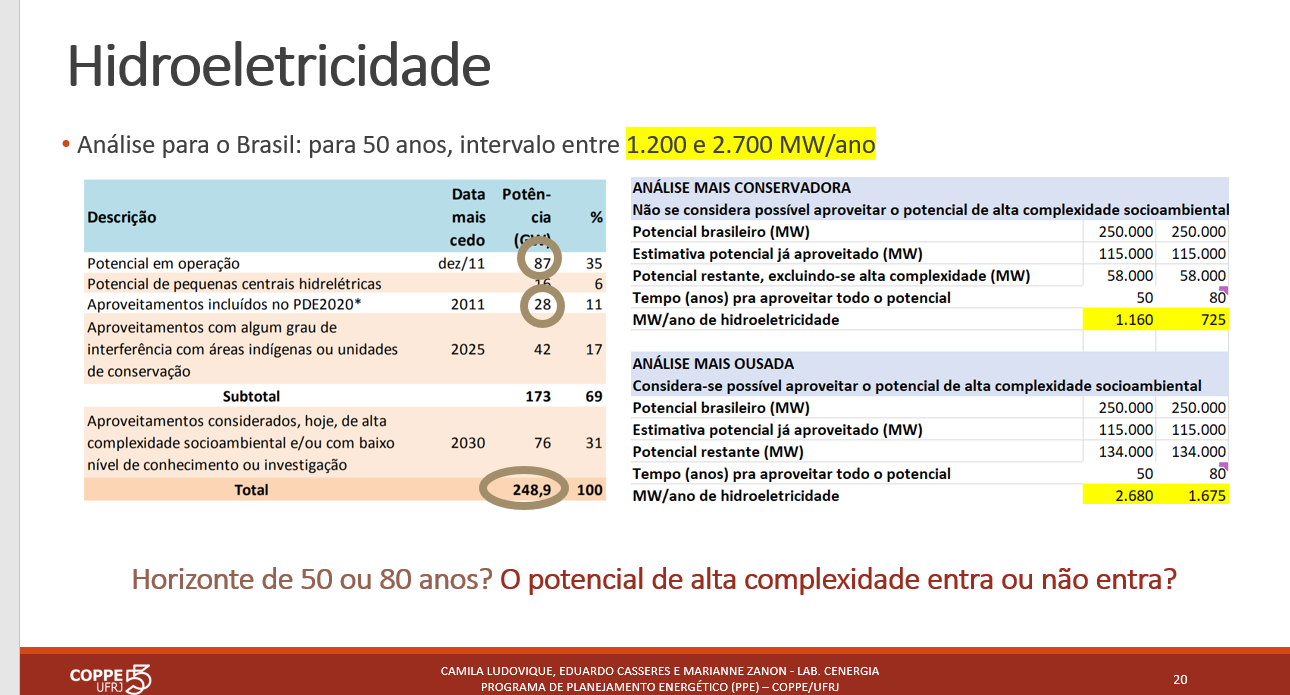 Hidroeletricidade
• Análise para o Brasil: para 50 anos, intervalo entre 1.200 e 2.700 MW/ano
Descrição Data mais cedo Potên-cia (GW) %
Potencial em operação dez/11 87 35
Potencial de pequenas centrais hidrelétricas 16 6
Aproveitamentos incluídos no PDE2020* 2011 28 11
Aproveitamentos com algum grau de
interferência com áreas indígenas ou unidades 2025 42 17
de conservação
Subtotal 173 69
Aproveitamentos considerados, hoje, de alta
complexidade socioambiental e/ou com baixo 2030 76 31
nível de conhecimento ou investigação
Total 248,9 100
ANÁLISE MAIS CONSERVADORA
Não se considera possível aproveitar o potencial de alta complexidade socioambiental
Potencial brasileiro (MW) 250.000 250.000
Estimativa potencial já aproveitado (MW) 115.000 115.000
Potencial restante, excluindo-se alta complexidade (MW) 58.000 58.000
Tempo (anos) pra aproveitar todo o potencial 50 80
MW/ano de hidroeletricidade 1.160 725
ANÁLISE MAIS OUSADA
Considera-se possível aproveitar o potencial de alta complexidade socioambiental
Potencial brasileiro (MW) 250.000 250.000
Estimativa potencial já aproveitado (MW) 115.000 115.000
Potencial restante (MW) 134.000 134.000
Tempo (anos) pra aproveitar todo o potencial 50 80
MW/ano de hidroeletricidade 2.680 1.675
Horizonte de 50 ou 80 anos? O potencial de alta complexidade entra ou não entra?
COPPE
UFRJ
CAMILA LUDOVIQUE, EDUARDO CASSERES E MARIANNE ZANON - LAB. CENERGIA
PROGRAMA DE PLANEJAMENTO ENERGÉTICO (PPE) – COPPE/UFRJ
20